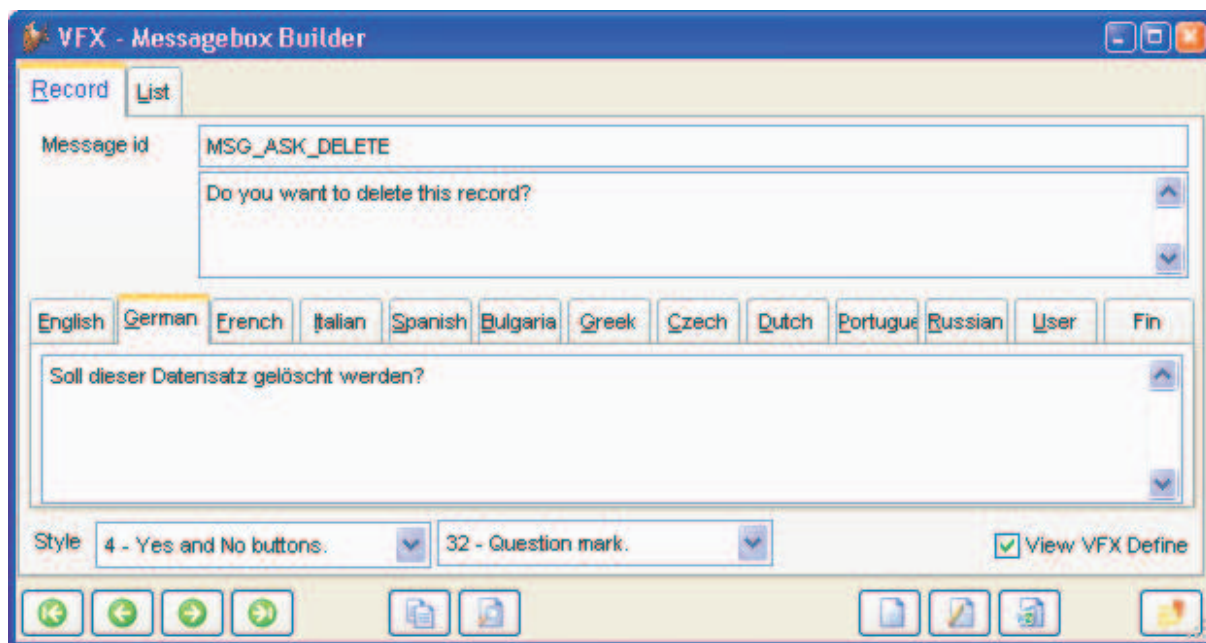 VFX - Messagebox Builder
Record List
Message id MSG_ASK_DELETE
Do you want to delete this record?
English German French Italian Spanish Bulgaria Greek Czech Dutch Portugue Russian User Fin
Soll dieser Datensatz gelöscht werden?
Style 4 - Yes and No buttons. 32 - Question mark. View VFX Define